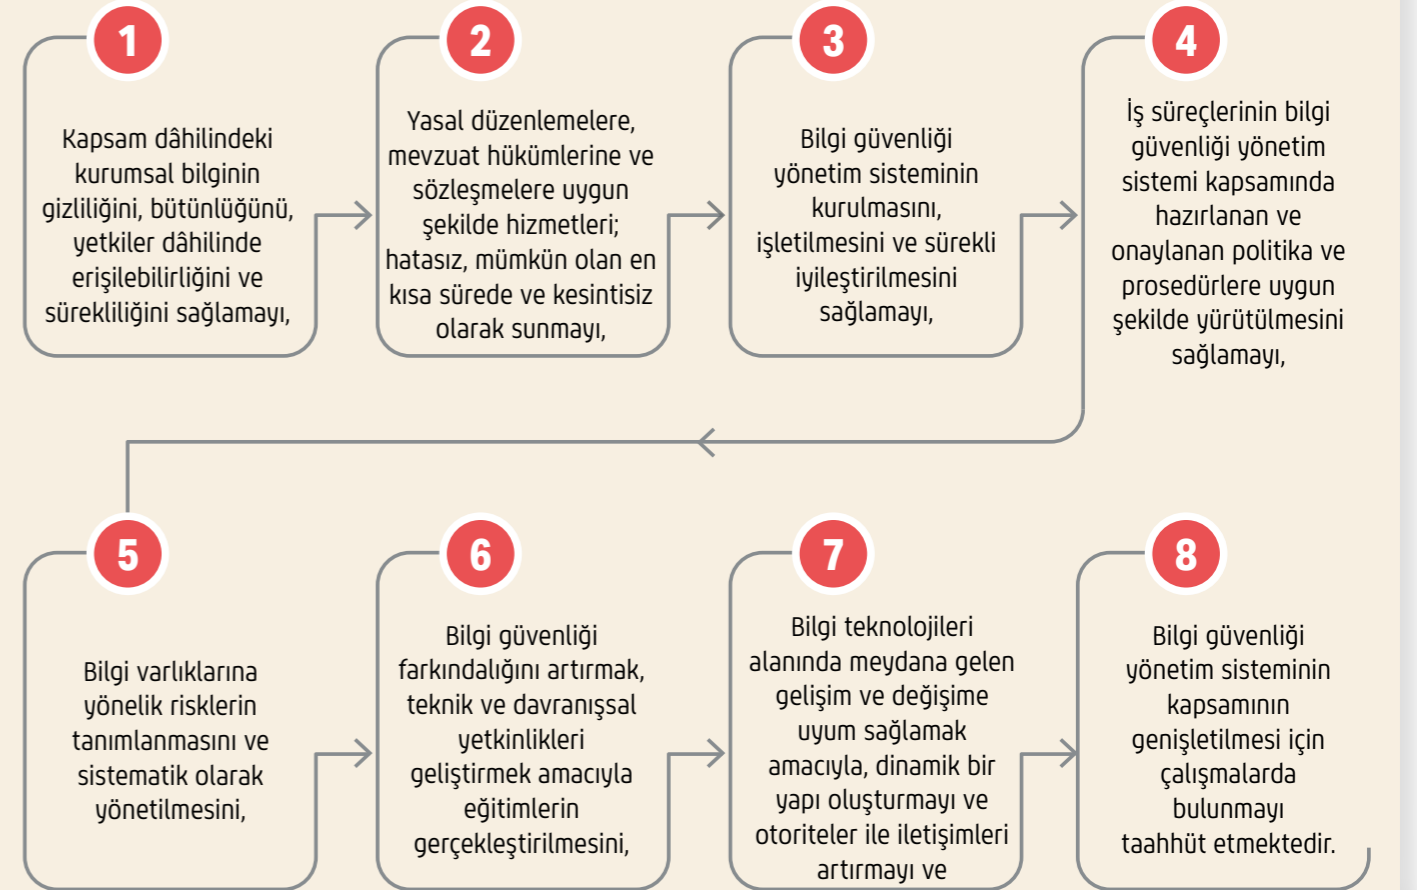 1
Kapsam dâhilindeki
kurumsal bilginin
gizliliğini, bütünlüğünü,
yetkiler dâhilinde
erişilebilirliğini ve
sürekliliğini sağlamayı,
2
Yasal düzenlemelere,
mevzuat hükümlerine ve
sözleşmelere uygun
şekilde hizmetleri;
hatasız, mümkün olan en
kısa sürede ve kesintisiz
olarak sunmayı,
3
Bilgi güvenliği
yönetim sisteminin
kurulmasını,
işletilmesini ve sürekli
iyileştirilmesini
sağlamayı,
4
İş süreçlerinin bilgi
güvenliği yönetim
sistemi kapsamında
hazırlanan ve
onaylanan politika ve
prosedürlere uygun
şekilde yürütülmesini
sağlamayı,
5
Bilgi varlıklarına
yönelik risklerin
tanımlanmasını ve
sistematik olarak
yönetilmesini,
6
Bilgi güvenliği
farkındalığını artırmak,
teknik ve davranışsal
yetkinlikleri
geliştirmek amacıyla
eğitimlerin
gerçekleştirilmesini,
7
Bilgi teknolojileri
alanında meydana gelen
gelişim ve değişime
uyum sağlamak
amacıyla, dinamik bir
yapı oluşturmayı ve
otoriteler ile iletişimleri
artırmayı ve
8
Bilgi güvenliği
yönetim sisteminin
kapsamının
genişletilmesi için
çalışmalarda
bulunmayı
taahhüt etmektedir.